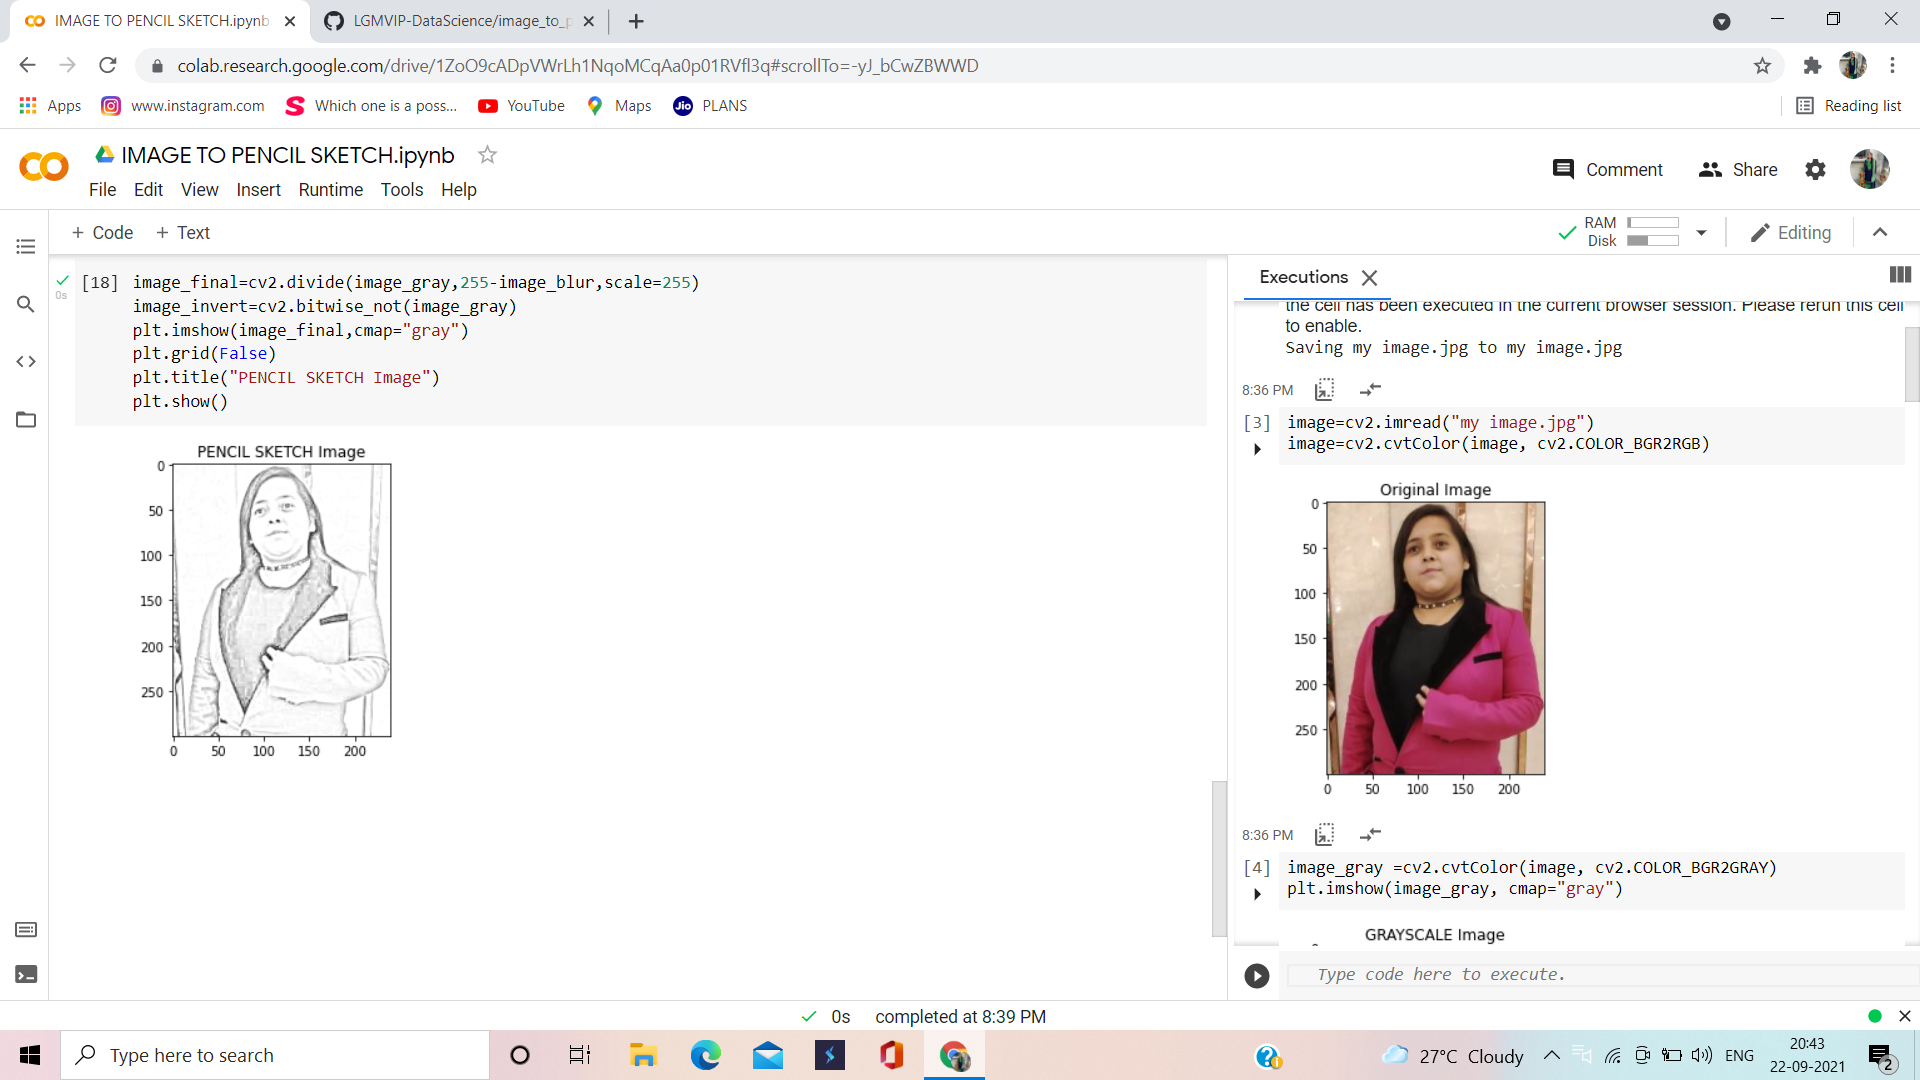 IMAGE TO PENCIL SKETCH.ipynb
LGMVIP-DataScience/image_to_p
colab.research.google.com/drive/1ZoO9cADpVWrLh1NqoMCqAa0p01RVfl3q#scrollTo=-yJ_bCwZBWWD
Apps www.instagram.com Which one is a poss... YouTube Maps Jio PLANS Reading list
IMAGE TO PENCIL SKETCH.ipynb
Comment Share
File Edit View Insert Runtime Tools Help
+ Code + Text
RAM
Disk
Editing
[18] image_final=cv2.divide(image_gray,255-image_blur,scale=255)
0s
image_invert=cv2.bitwise_not(image_gray)
plt.imshow(image_final,cmap="gray")
plt.grid(False)
plt.title("PENCIL SKETCH Image")
plt.show()
PENCIL SKETCH Image
0
50
100
150
200
250
0 50 100 150 200
Executions
the cell has been executed in the current browser session. Please rerun this cell
to enable.
Saving my image.jpg to my image.jpg
8:36 PM
[3] image=cv2.imread("my image.jpg")
image=cv2.cvtColor(image, cv2.COLOR_BGR2RGB)
Original Image
0
50
100
150
200
250
0 50 100 150 200
8:36 PM
[4] image_gray =cv2.cvtColor(image, cv2.COLOR_BGR2GRAY)
plt.imshow(image_gray, cmap="gray")
GRAYSCALE Image
Type code here to execute.
0s completed at 8:39 PM
Type here to search
27°C Cloudy
ENG
20:43
22-09-2021
2